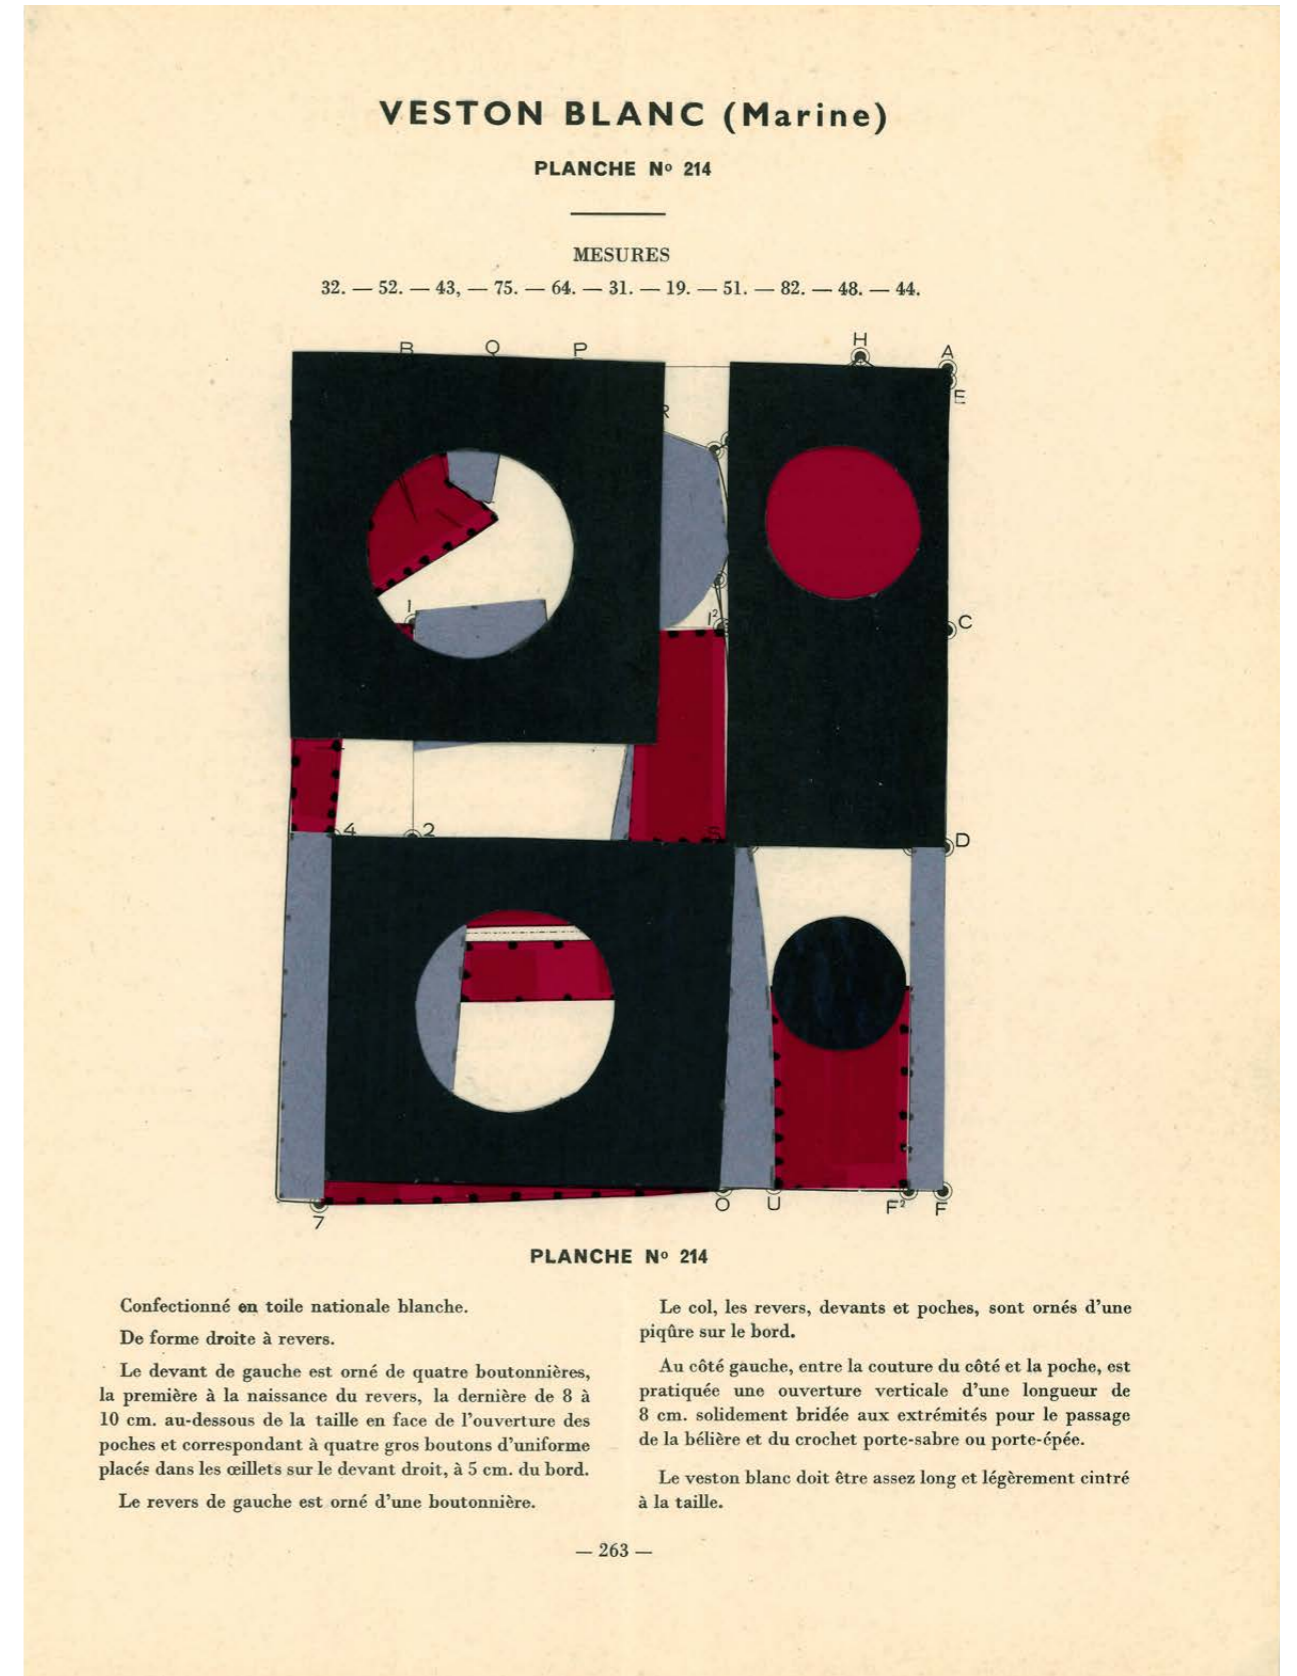 VESTON BLANC (Marine)
PLANCHE Nº 214
MESURES
32. — 52. — 43, — 75. — 64. — 31. — 19. — 51. — 82. — 48. — 44.
B Q P H A
E
R
1 1² C
4 2 S D
7 O U F² F
PLANCHE Nº 214
Confectionné en toile nationale blanche.
De forme droite à revers.
Le devant de gauche est orné de quatre boutonnières,
la première à la naissance du revers, la dernière de 8 à
10 cm. au-dessous de la taille en face de l'ouverture des
poches et correspondant à quatre gros boutons d'uniforme
placés dans les œillets sur le devant droit, à 5 cm. du bord.
Le revers de gauche est orné d'une boutonnière.
Le col, les revers, devants et poches, sont ornés d'une
piqûre sur le bord.
Au côté gauche, entre la couture du côté et la poche, est
pratiquée une ouverture verticale d'une longueur de
8 cm. solidement bridée aux extrémités pour le passage
de la bélière et du crochet porte-sabre ou porte-épée.
Le veston blanc doit être assez long et légèrement cintré
à la taille.
— 263 —